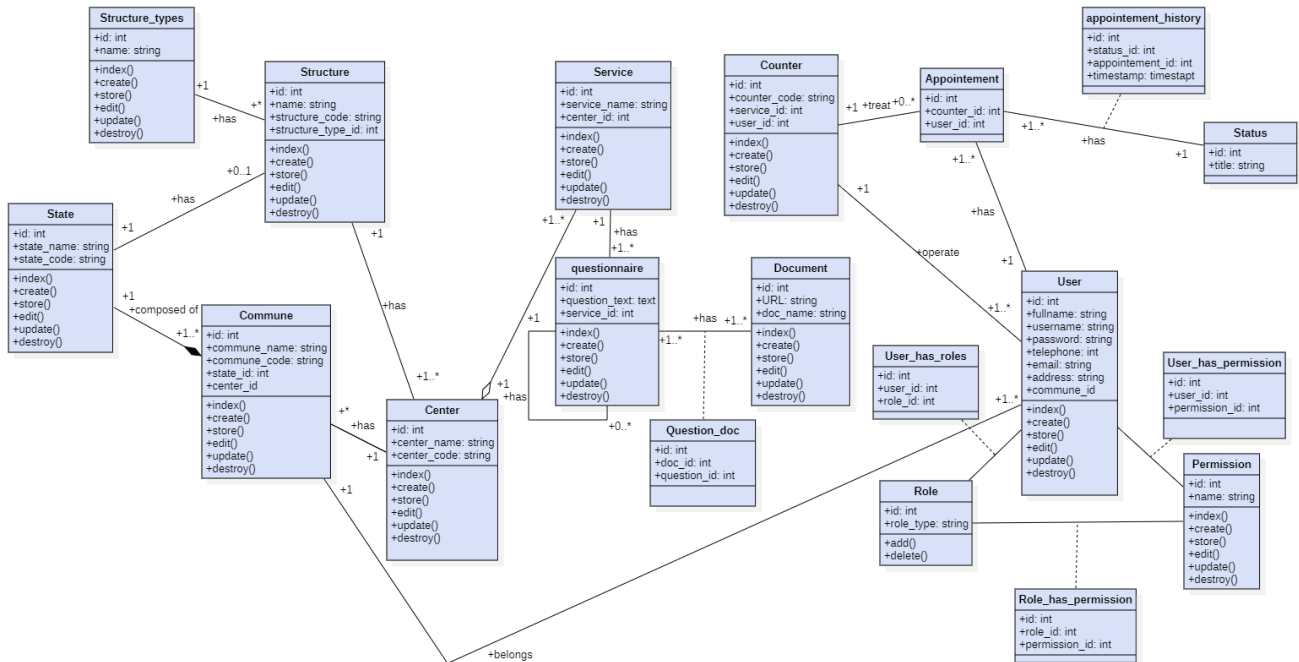 Structure_types
+id: int
+name: string
+index()
+create()
+store()
+edit()
+update()
+destroy()
+1
+has
+*
Structure
+id: int
+name: string
+structure_code: string
+structure_type_id: int
+index()
+create()
+store()
+edit()
+update()
+destroy()
+0..1
+has
+1
State
+id: int
+state_name: string
+state_code: string
+index()
+create()
+store()
+edit()
+update()
+destroy()
+1
+composed of
+1..*
Commune
+id: int
+commune_name: string
+commune_code: string
+state_id: int
+center_id
+index()
+create()
+store()
+edit()
+update()
+destroy()
+*
+has
+1
+1
+has
+1..*
Center
+id: int
+center_name: string
+center_code: string
+index()
+create()
+store()
+edit()
+update()
+destroy()
+1
Service
+id: int
+service_name: string
+center_id: int
+index()
+create()
+store()
+edit()
+update()
+destroy()
+1..*
+1
+1
+has
+1..*
questionnaire
+id: int
+question_text: text
+service_id: int
+index()
+create()
+store()
+edit()
+update()
+destroy()
+1
+has
+0..*
+has
+1..*
+1..*
Document
+id: int
+URL: string
+doc_name: string
+index()
+create()
+store()
+edit()
+update()
+destroy()
Question_doc
+id: int
+doc_id: int
+question_id: int
Counter
+id: int
+counter_code: string
+service_id: int
+user_id: int
+index()
+create()
+store()
+edit()
+update()
+destroy()
+1
+treat
+0..*
Appointement
+id: int
+counter_id: int
+user_id: int
appointement_history
+id: int
+status_id: int
+appointement_id: int
+timestamp: timestapt
+1..*
+has
+1
Status
+id: int
+title: string
+1..*
+has
+1
+1
+operate
+1..*
User
+id: int
+fullname: string
+username: string
+password: string
+telephone: int
+email: string
+address: string
+commune_id
+index()
+create()
+store()
+edit()
+update()
+destroy()
+1..*
+belongs
User_has_roles
+id: int
+user_id: int
+role_id: int
User_has_permission
+id: int
+user_id: int
+permission_id: int
Role
+id: int
+role_type: string
+add()
+delete()
Permission
+id: int
+name: string
+index()
+create()
+store()
+edit()
+update()
+destroy()
Role_has_permission
+id: int
+role_id: int
+permission_id: int